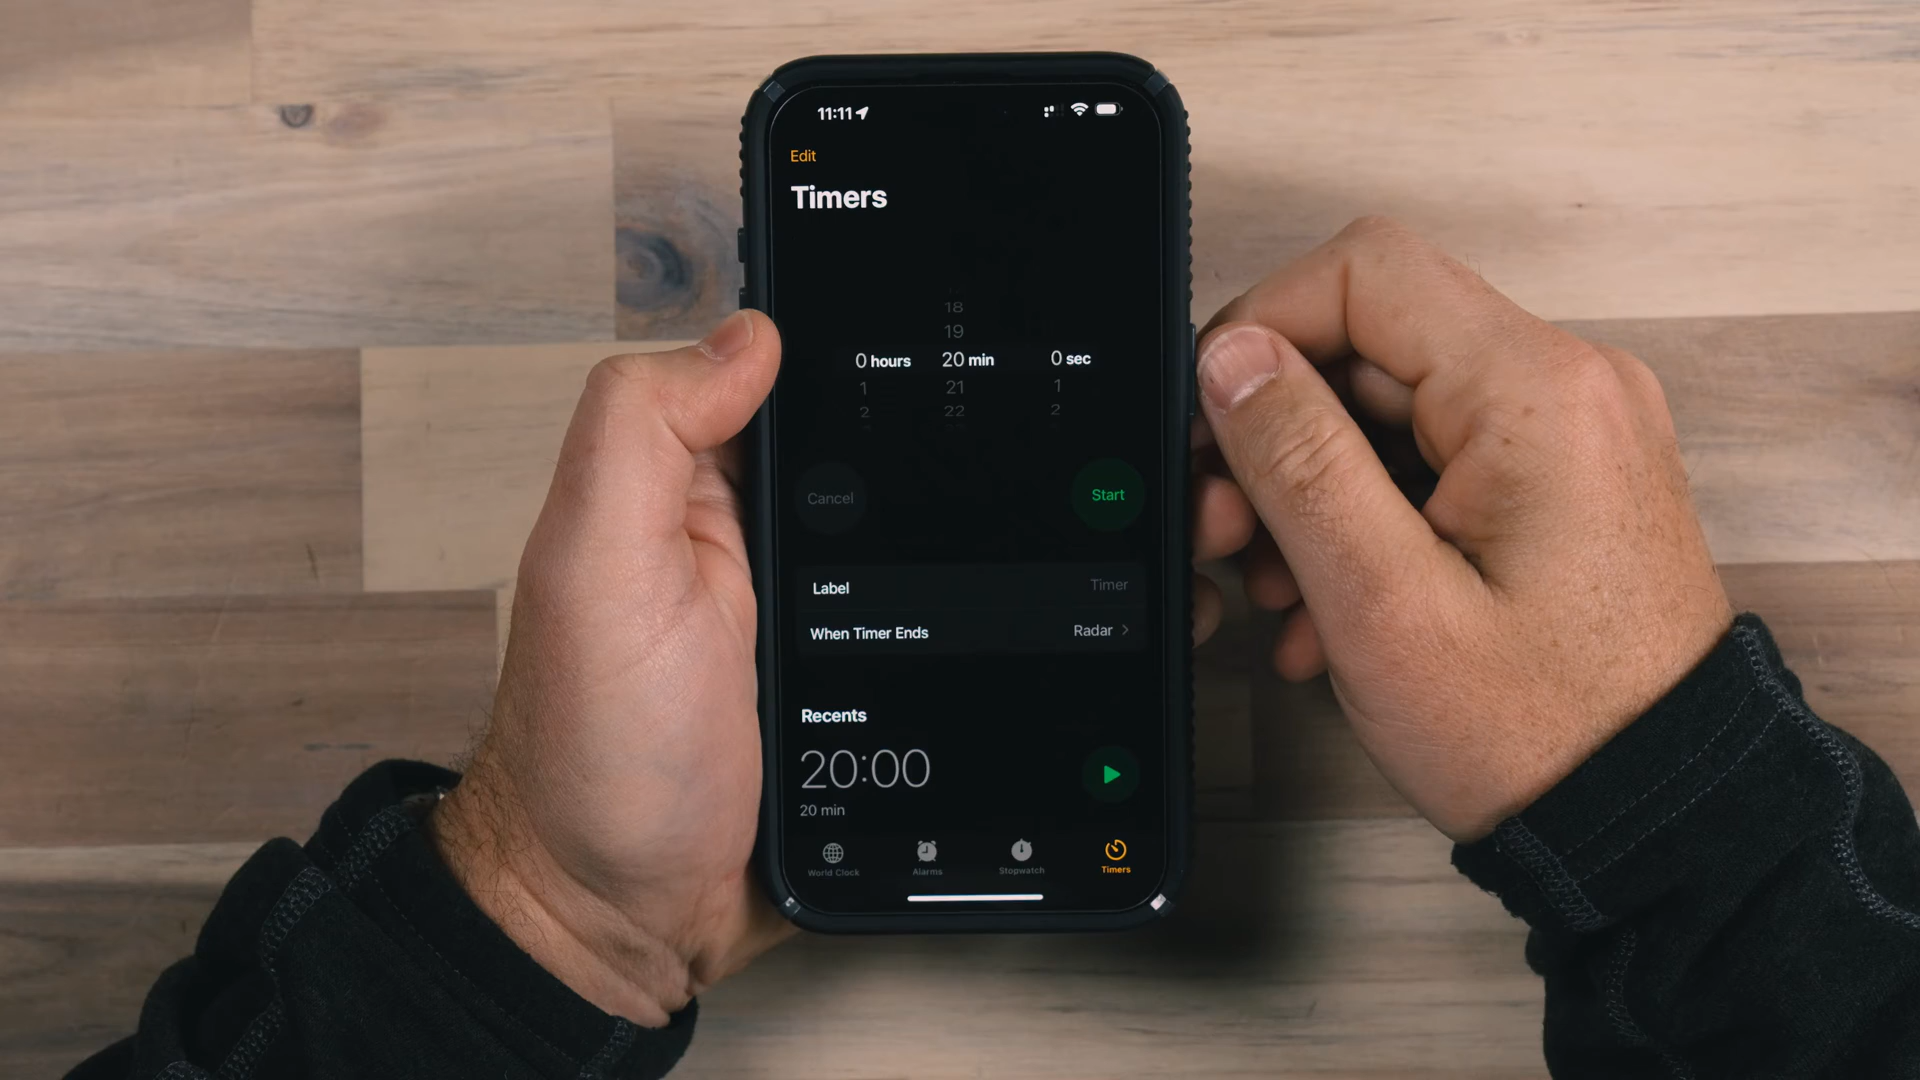 11:11
Edit
Timers
18
19
0 hours 20 min 0 sec
1 21 1
2 22 2
Cancel Start
Label Timer
When Timer Ends Radar
Recents
20:00
20 min
World Clock Alarms Stopwatch Timers